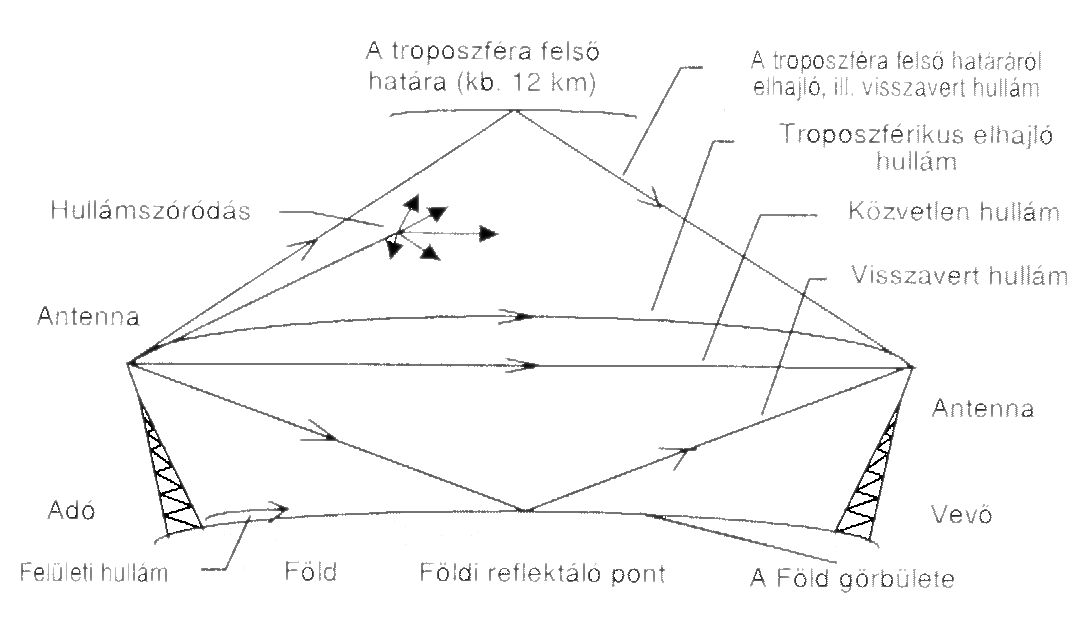 A troposzféra felső
határa (kb. 12 km)
A troposzféra felső határáról
elhajló, ill. visszavert hullám
Troposzférikus elhajló
hullám
Hullámszóródás
Közvetlen hullám
Visszavert hullám
Antenna
Antenna
Adó
Vevő
Felületi hullám
Föld
Földi reflektáló pont
A Föld görbülete